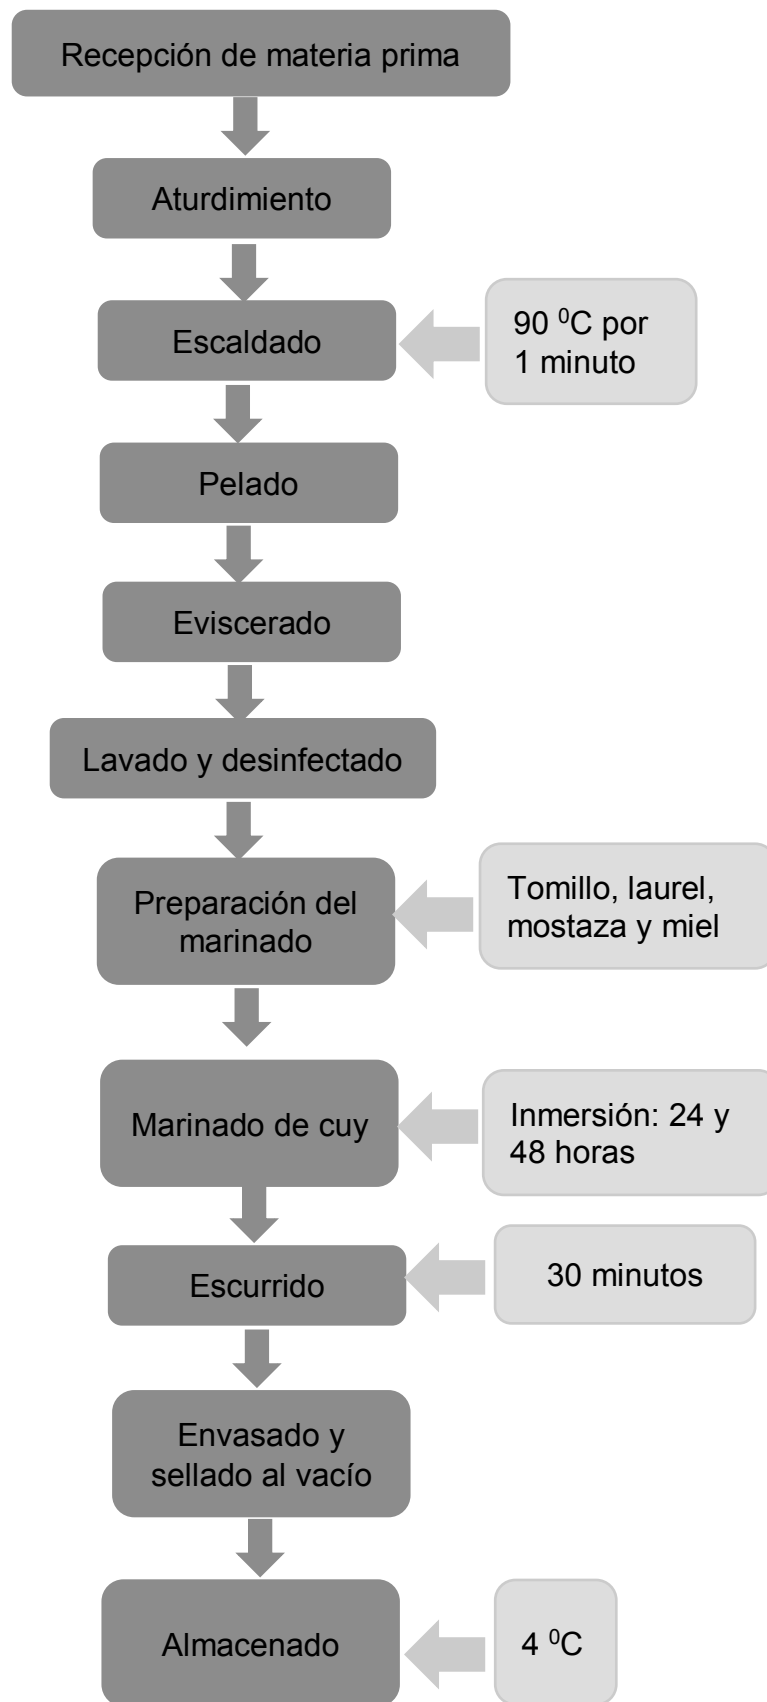 Recepción de materia prima
Aturdimiento
Escaldado
90 ⁰C por
1 minuto
Pelado
Eviscerado
Lavado y desinfectado
Preparación del
marinado
Tomillo, laurel,
mostaza y miel
Marinado de cuy
Inmersión: 24 y
48 horas
Escurrido
30 minutos
Envasado y
sellado al vacío
Almacenado
4 ⁰C